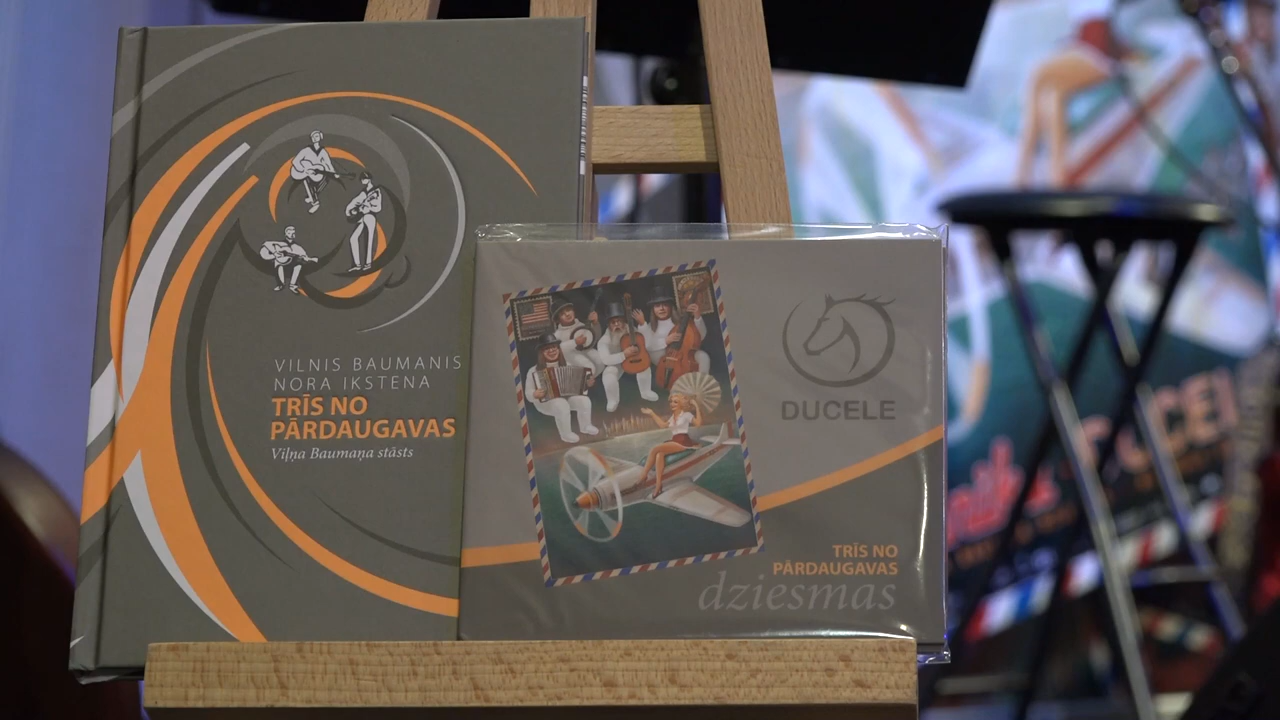 VILNIS BAUMANIS
NORA IKSTENA
TRĪS NO
PĀRDAUGAVAS
Viļņa Baumaņa stāsts
DUCELE
TRĪS NO
PĀRDAUGAVAS
dziesmas